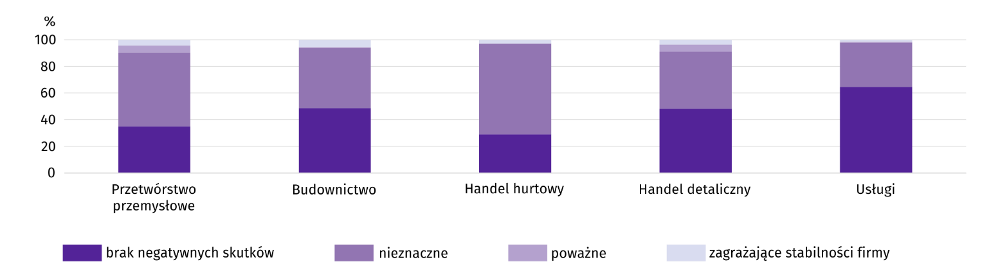 %
100
80
60
40
20
0
Przetwórstwo
przemysłowe
Budownictwo
Handel hurtowy
Handel detaliczny
Usługi
brak negatywnych skutków
nieznaczne
poważne
zagrażające stabilności firmy